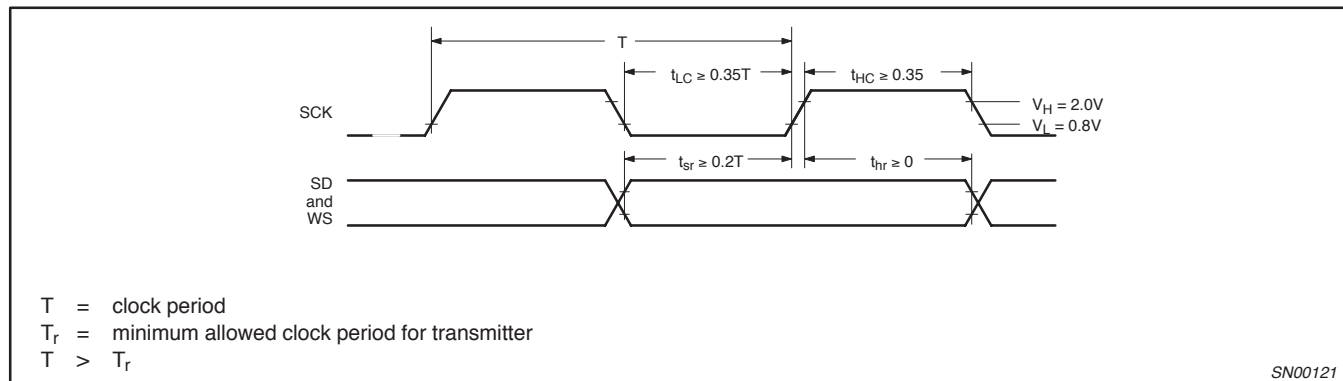 T
t_LC ≥ 0.35T
t_HC ≥ 0.35
SCK
V_H = 2.0V
V_L = 0.8V
t_sr ≥ 0.2T
t_hr ≥ 0
SD
and
WS
T = clock period
T_r = minimum allowed clock period for transmitter
T > T_r
SN00121